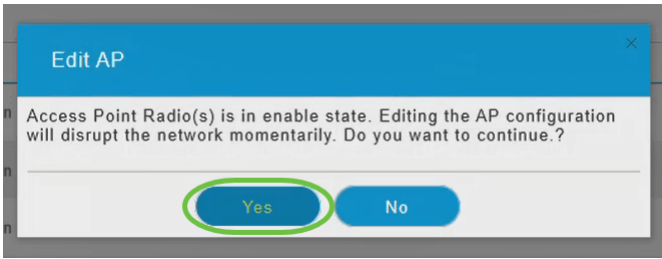 Edit AP
Access Point Radio(s) is in enable state. Editing the AP configuration
will disrupt the network momentarily. Do you want to continue.?
n
n
n
Yes
No